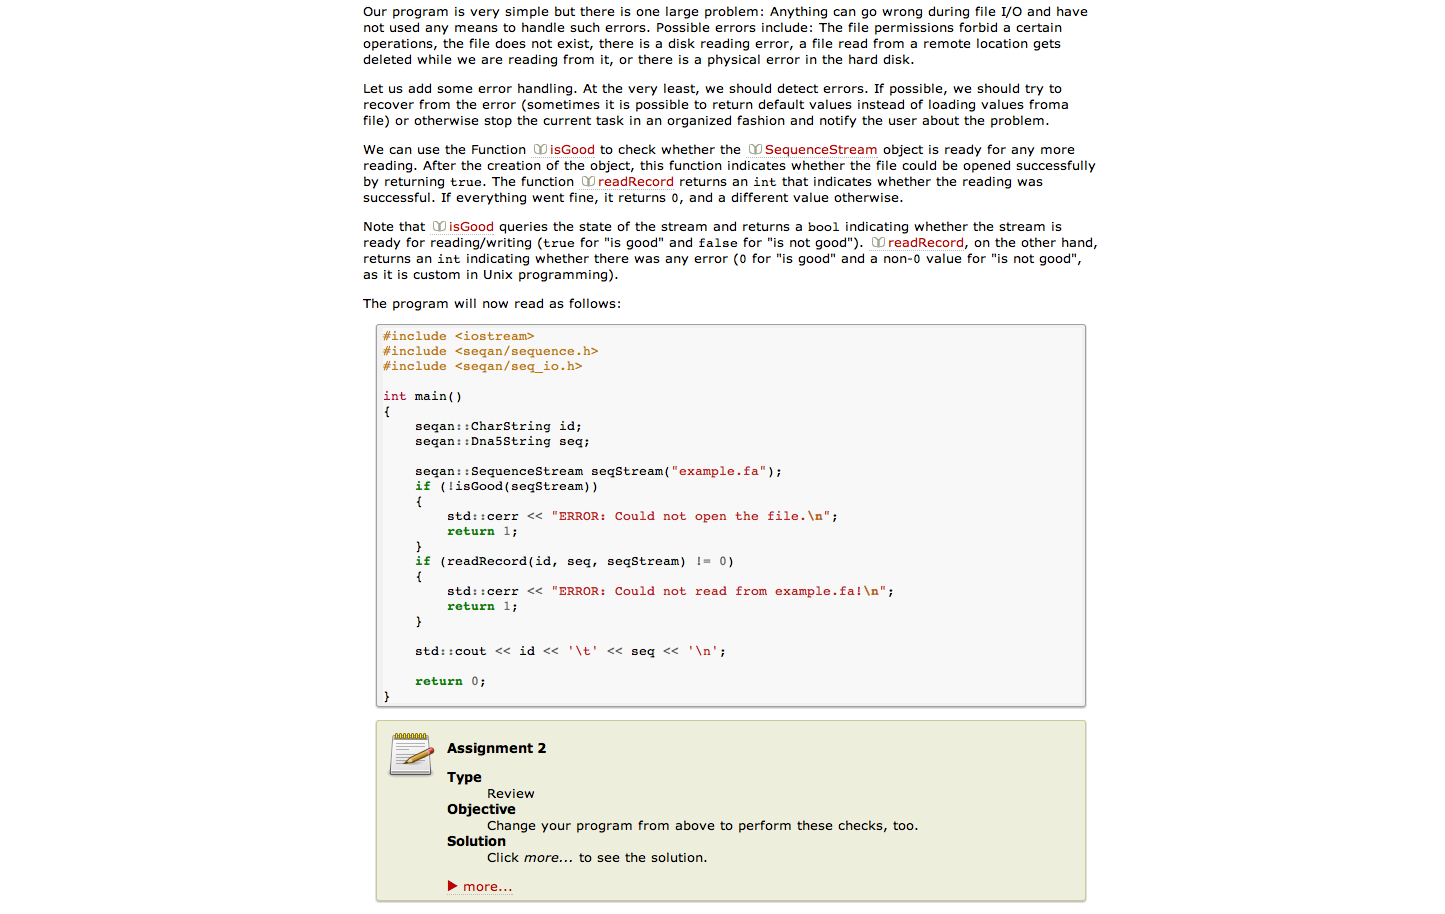 Our program is very simple but there is one large problem: Anything can go wrong during file I/O and have
not used any means to handle such errors. Possible errors include: The file permissions forbid a certain
operations, the file does not exist, there is a disk reading error, a file read from a remote location gets
deleted while we are reading from it, or there is a physical error in the hard disk.
Let us add some error handling. At the very least, we should detect errors. If possible, we should try to
recover from the error (sometimes it is possible to return default values instead of loading values froma
file) or otherwise stop the current task in an organized fashion and notify the user about the problem.
We can use the Function isGood to check whether the SequenceStream object is ready for any more
reading. After the creation of the object, this function indicates whether the file could be opened successfully
by returning true. The function readRecord returns an int that indicates whether the reading was
successful. If everything went fine, it returns 0, and a different value otherwise.
Note that isGood queries the state of the stream and returns a bool indicating whether the stream is
ready for reading/writing (true for "is good" and false for "is not good"). readRecord, on the other hand,
returns an int indicating whether there was any error (0 for "is good" and a non-0 value for "is not good",
as it is custom in Unix programming).
The program will now read as follows:
#include <iostream>
#include <seqan/sequence.h>
#include <seqan/seq_io.h>
int main()
{
    seqan::CharString id;
    seqan::Dna5String seq;
    seqan::SequenceStream seqStream("example.fa");
    if (!isGood(seqStream))
    {
        std::cerr << "ERROR: Could not open the file.\n";
        return 1;
    }
    if (readRecord(id, seq, seqStream) != 0)
    {
        std::cerr << "ERROR: Could not read from example.fa!\n";
        return 1;
    }
    std::cout << id << '\t' << seq << '\n';
    return 0;
}
Assignment 2
Type
Review
Objective
Change your program from above to perform these checks, too.
Solution
Click more... to see the solution.
more...